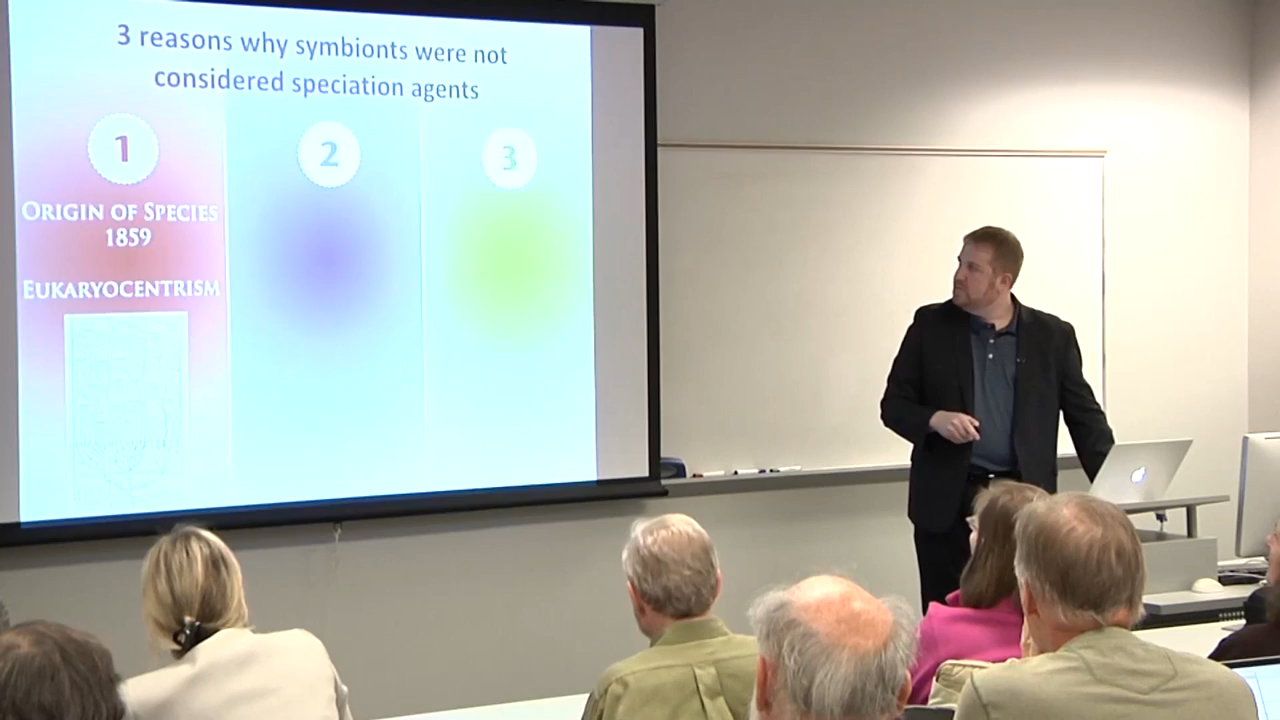 3 reasons why symbionts were not
considered speciation agents
1
2
3
ORIGIN OF SPECIES
1859
EUKARYOCENTRISM